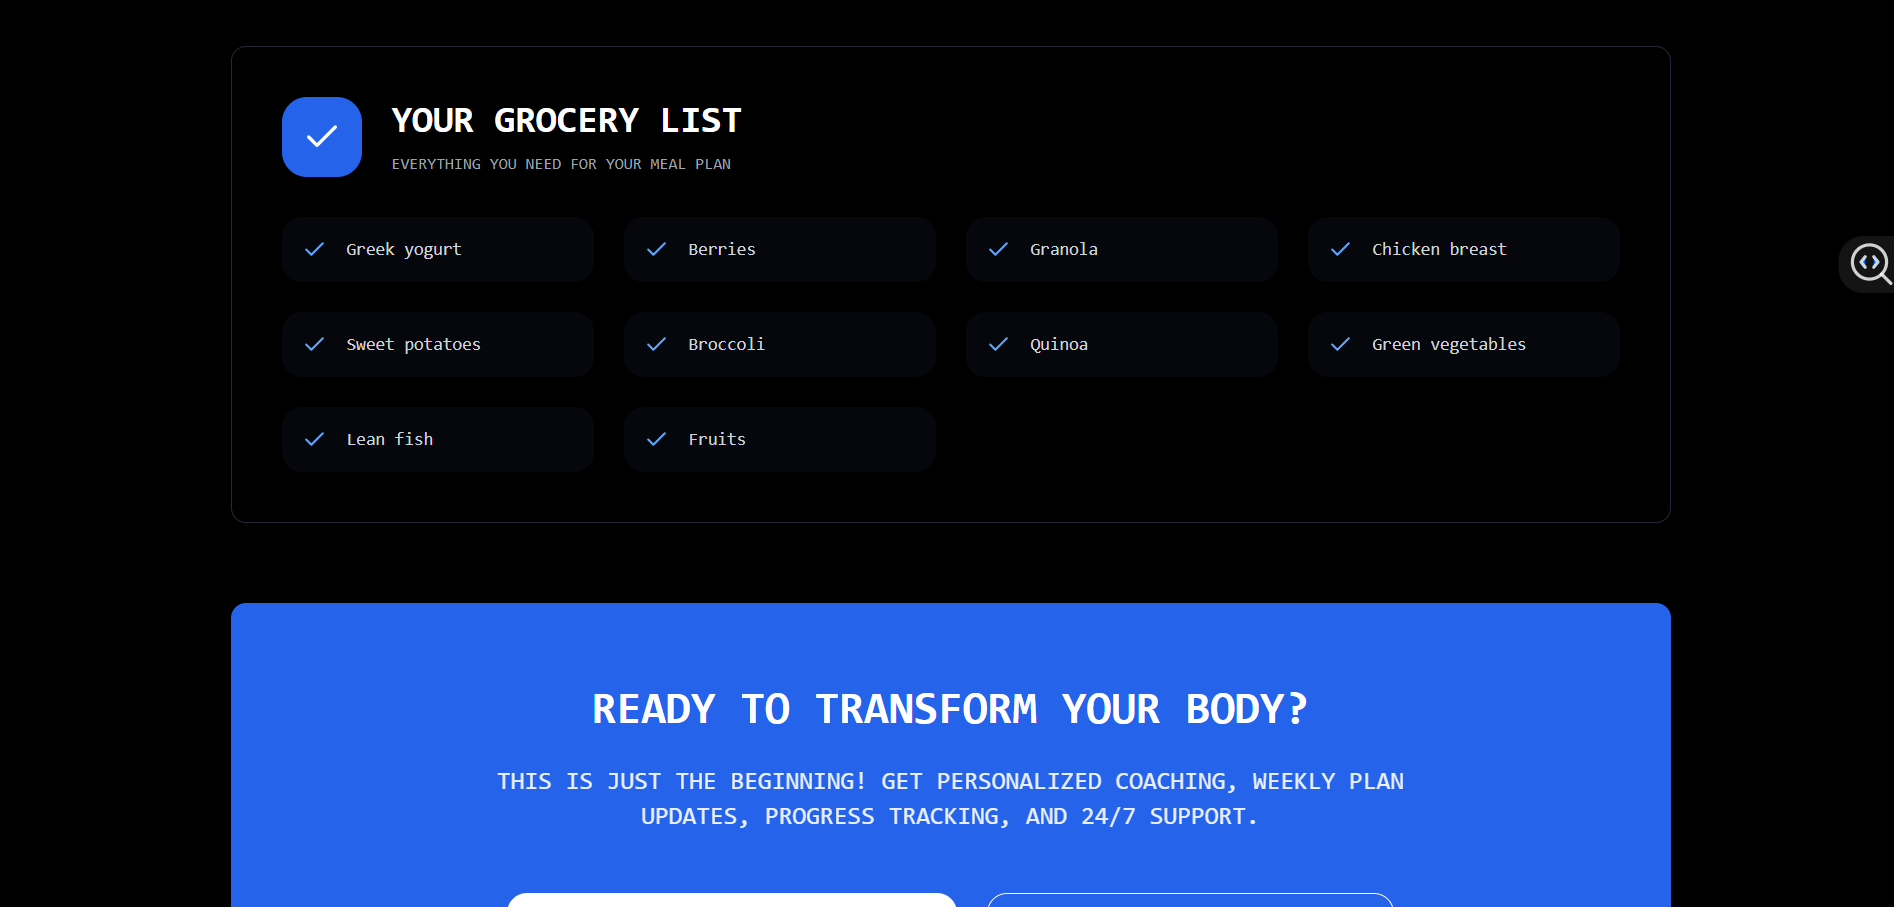 YOUR GROCERY LIST
EVERYTHING YOU NEED FOR YOUR MEAL PLAN
Greek yogurt
Berries
Granola
Chicken breast
Sweet potatoes
Broccoli
Quinoa
Green vegetables
Lean fish
Fruits
READY TO TRANSFORM YOUR BODY?
THIS IS JUST THE BEGINNING! GET PERSONALIZED COACHING, WEEKLY PLAN
UPDATES, PROGRESS TRACKING, AND 24/7 SUPPORT.